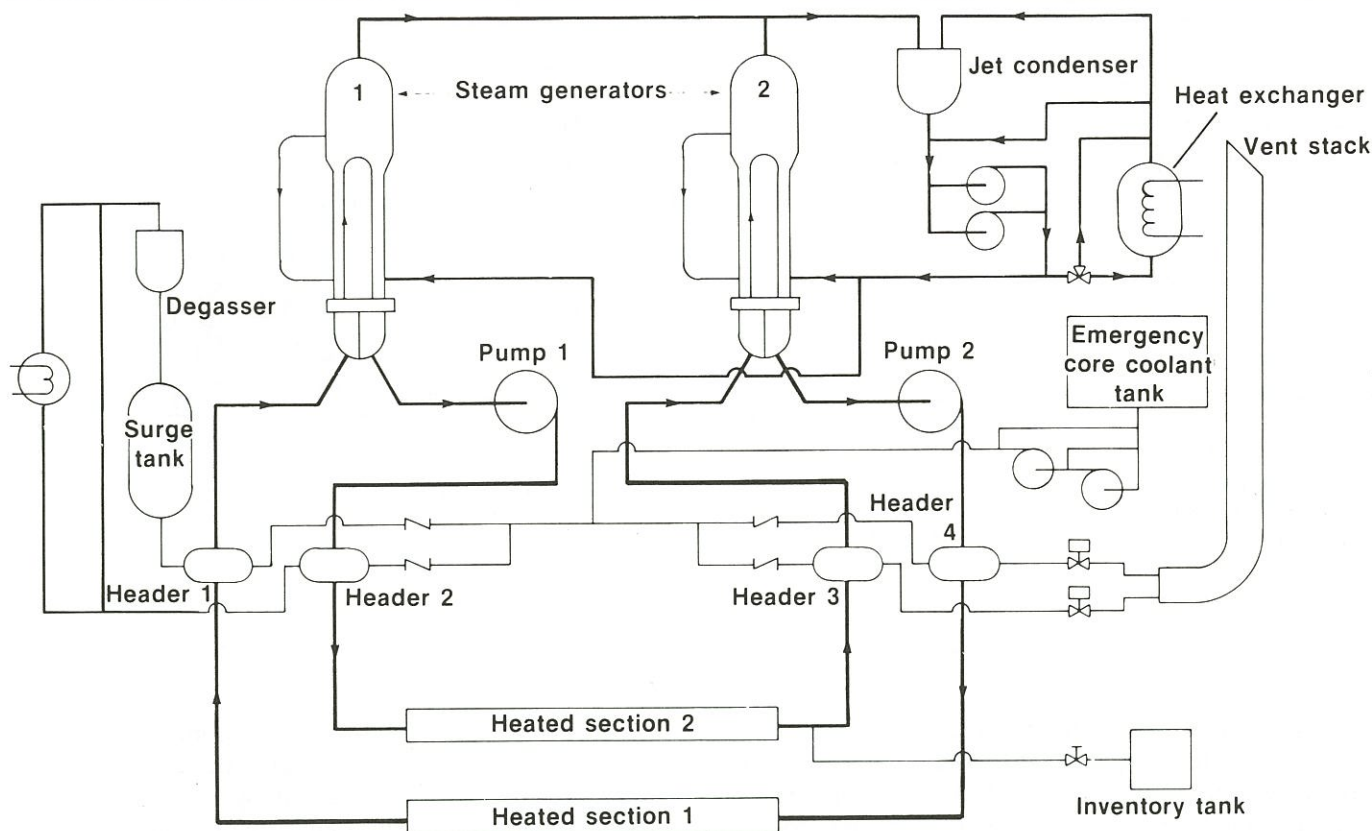 1
Steam generators
2
Jet condenser
Heat exchanger
Vent stack
Degasser
Surge
tank
Pump 1
Pump 2
Emergency
core coolant
tank
Header
4
Header 1
Header 2
Header 3
Heated section 2
Heated section 1
Inventory tank